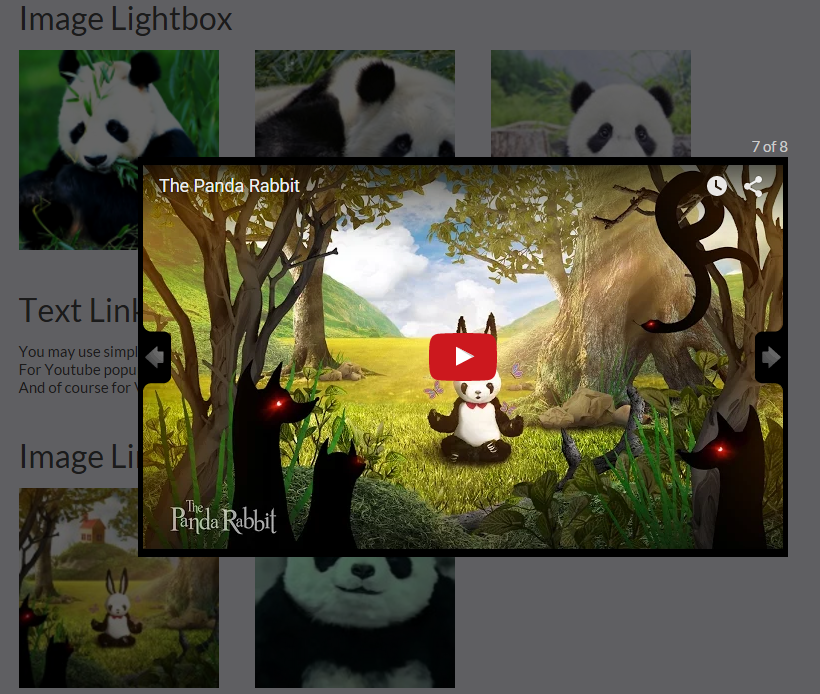 Image Lightbox
7 of 8
The Panda Rabbit
Text Link
You may use simpl
For Youtube popu
And of course for
Image Li
The
Panda Rabbit